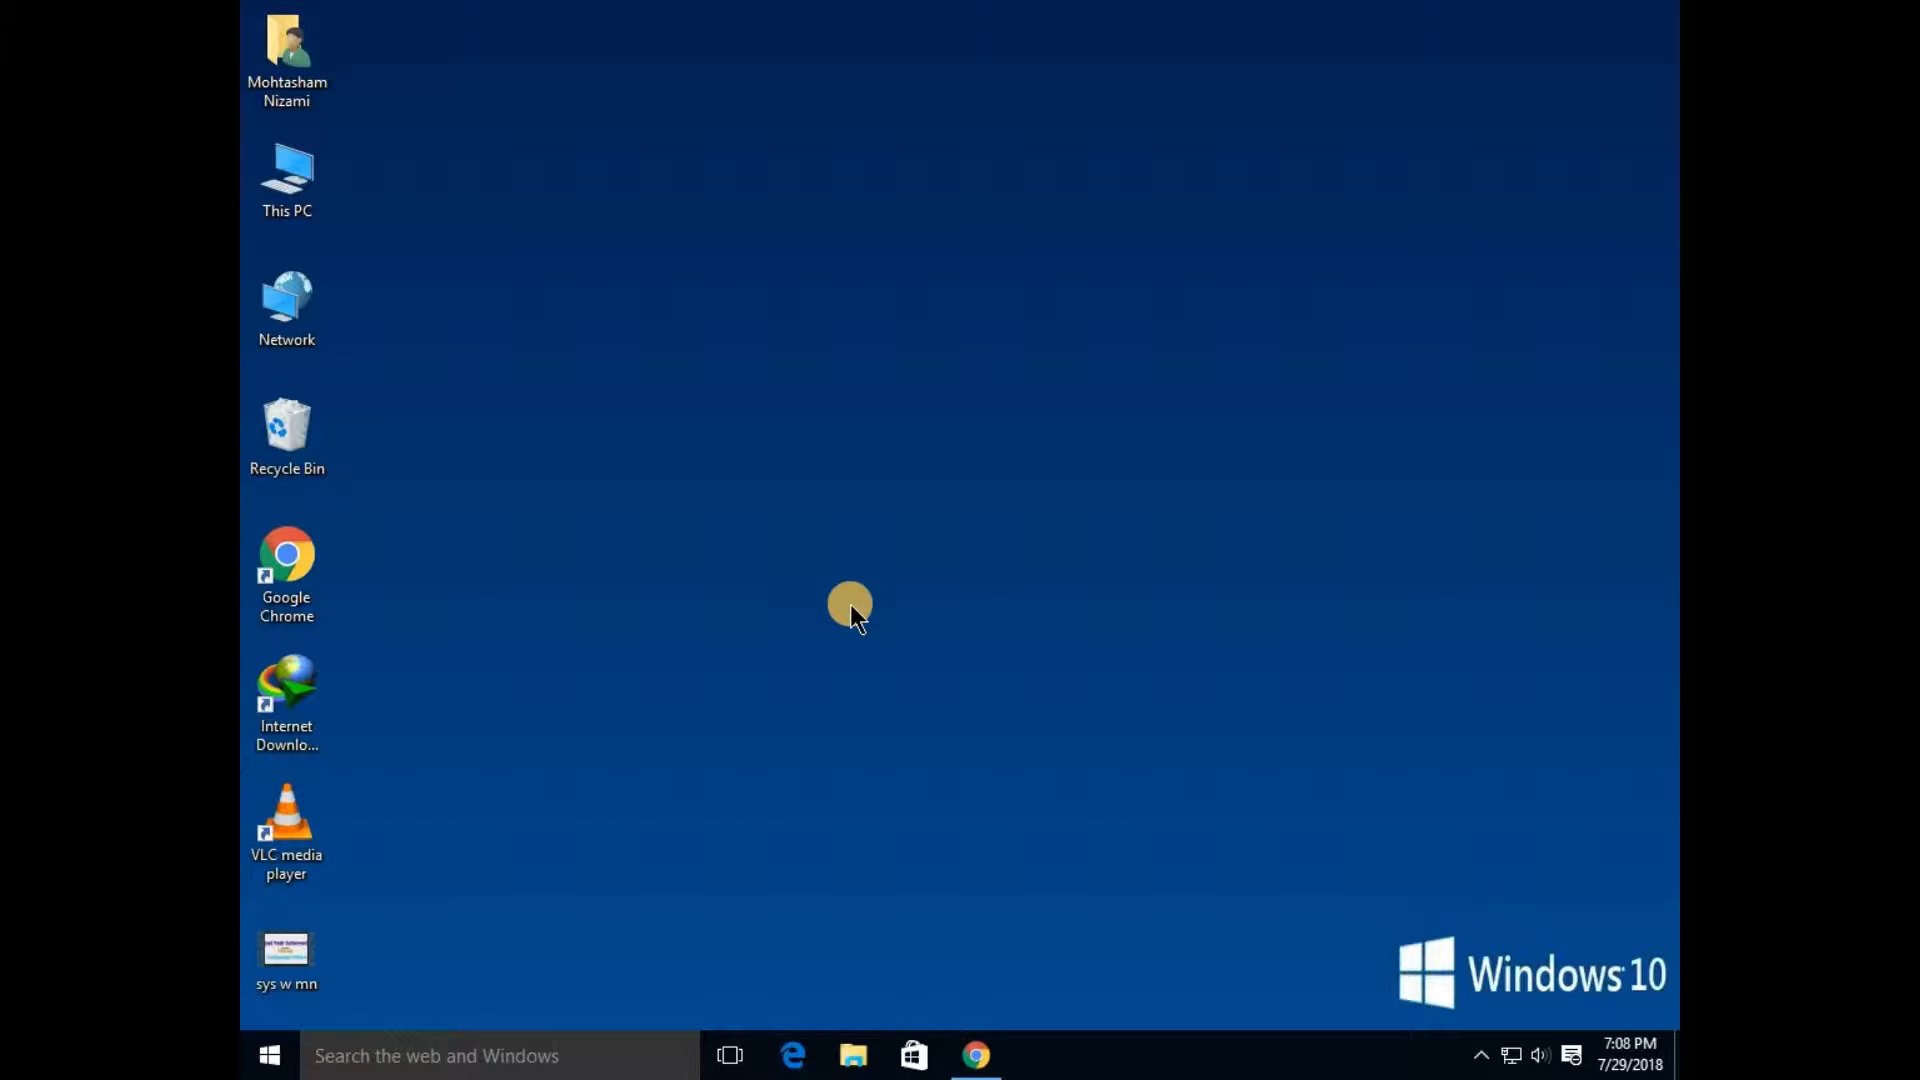 Mohtasham
Nizami
This PC
Network
Recycle Bin
Google
Chrome
Internet
Downlo...
VLC media
player
sys w mn
Windows 10
Search the web and Windows
7:08 PM
7/29/2018